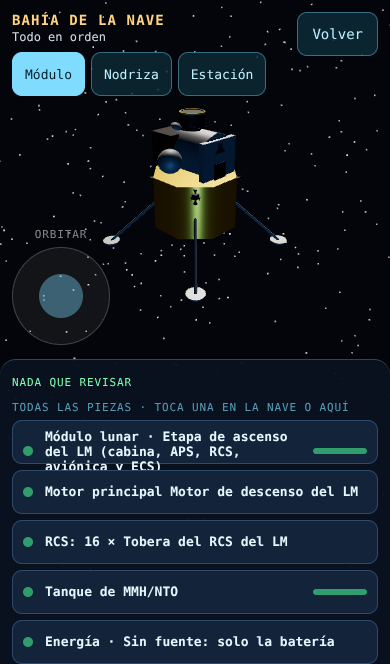 BAHÍA DE LA NAVE
Todo en orden
Volver
Módulo
Nodriza
Estación
ORBITAR
NADA QUE REVISAR
TODAS LAS PIEZAS · TOCA UNA EN LA NAVE O AQUÍ
Módulo lunar · Etapa de ascenso
del LM (cabina, APS, RCS,
aviónica y ECS)
Motor principal Motor de descenso del LM
RCS: 16 × Tobera del RCS del LM
Tanque de MMH/NTO
Energía · Sin fuente: solo la batería